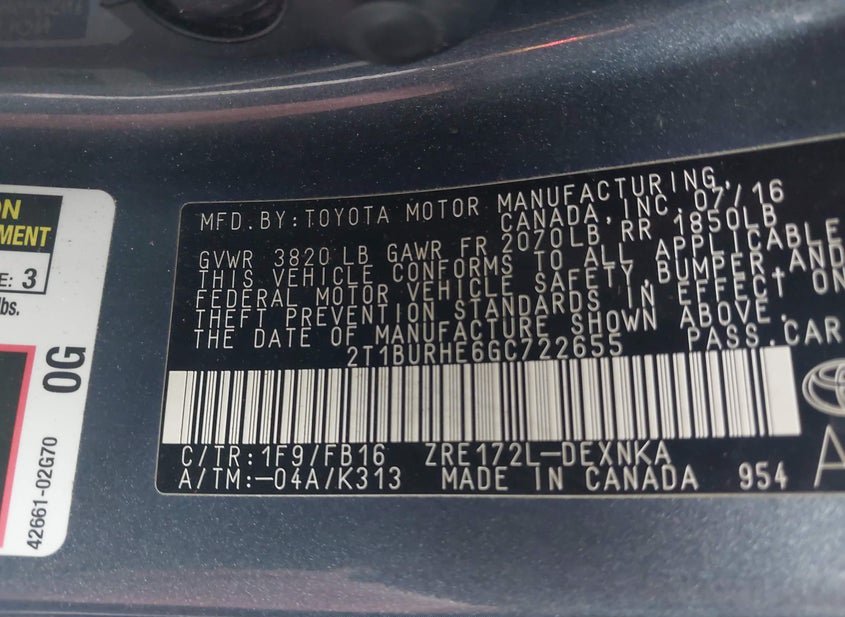 ON
MENT
E: 3
lbs.
0G
42661-02G70
MFD. BY: TOYOTA MOTOR MANUFACTURING,
CANADA, INC. 07/16
GVWR 3820 LB GAWR FR 2070LB RR 1850LB
THIS VEHICLE CONFORMS TO ALL APPLICABLE
FEDERAL MOTOR VEHICLE SAFETY, BUMPER, AND
THEFT PREVENTION STANDARDS IN EFFECT ON
THE DATE OF MANUFACTURE SHOWN ABOVE.
2T1BURHE6GC722655 PASS. CAR
C/TR: 1F9/FB16 ZRE172L-DEXNKA
A/TM:-04A/K313 MADE IN CANADA 954 A